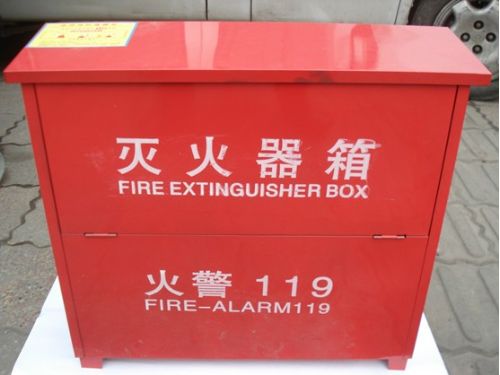 灭火器箱
FIRE EXTINGUISHER BOX
火警 119
FIRE-ALARM119